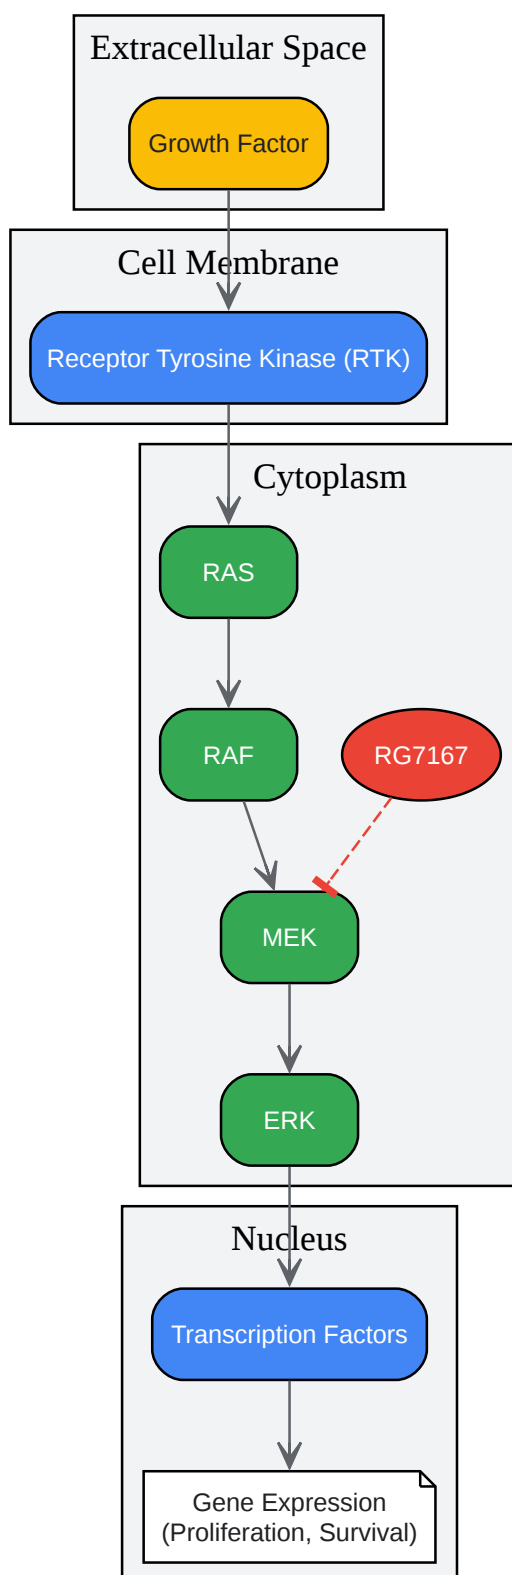 Extracellular Space
Growth Factor
Cell Membrane
Receptor Tyrosine Kinase (RTK)
Cytoplasm
RAS
RAF
RG7167
MEK
ERK
Nucleus
Transcription Factors
Gene Expression
(Proliferation, Survival)